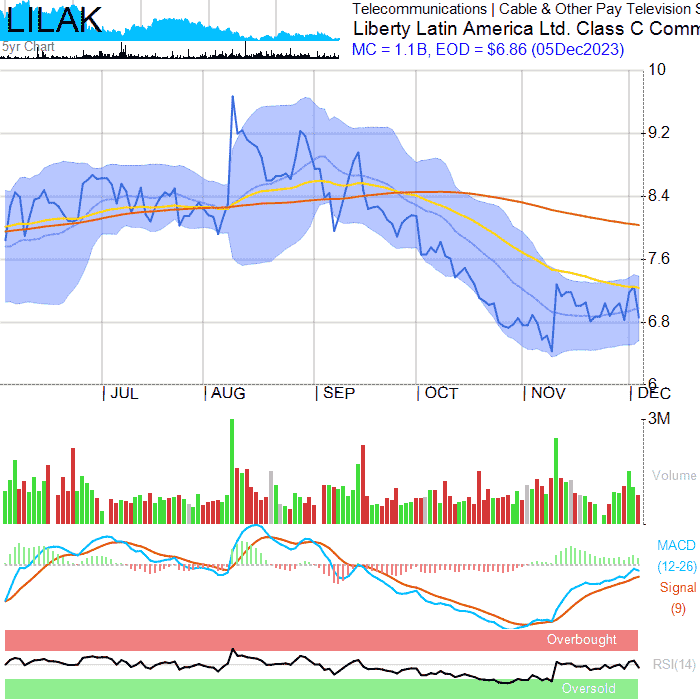 LILAK
5yr Chart
Telecommunications | Cable & Other Pay Television S
Liberty Latin America Ltd. Class C Comm
MC = 1.1B, EOD = $6.86 (05Dec2023)
10
9.2
8.4
7.6
6.8
6
JUL AUG SEP OCT NOV DEC
3M
Volume
MACD
(12-26)
Signal
(9)
Overbought
RSI(14)
Oversold